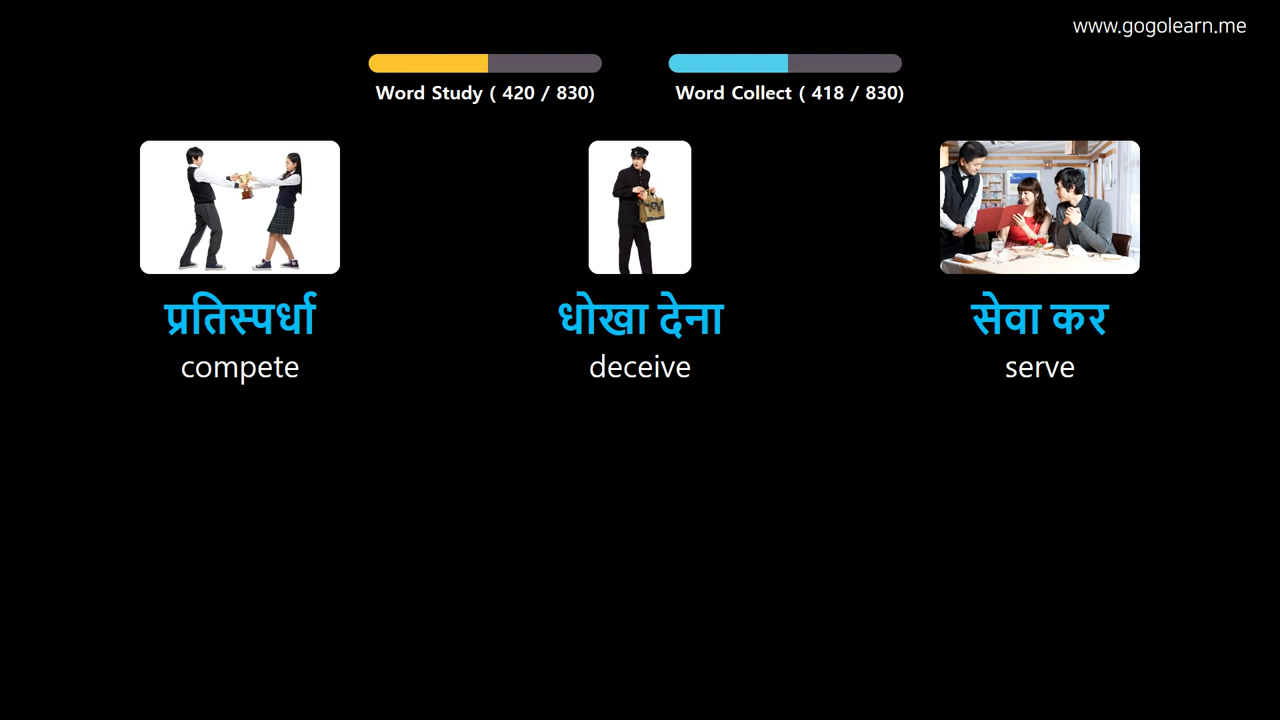 www.gogolearn.me
Word Study ( 420 / 830)
Word Collect ( 418 / 830)
प्रतिस्पर्धा
compete
धोखा देना
deceive
सेवा कर
serve